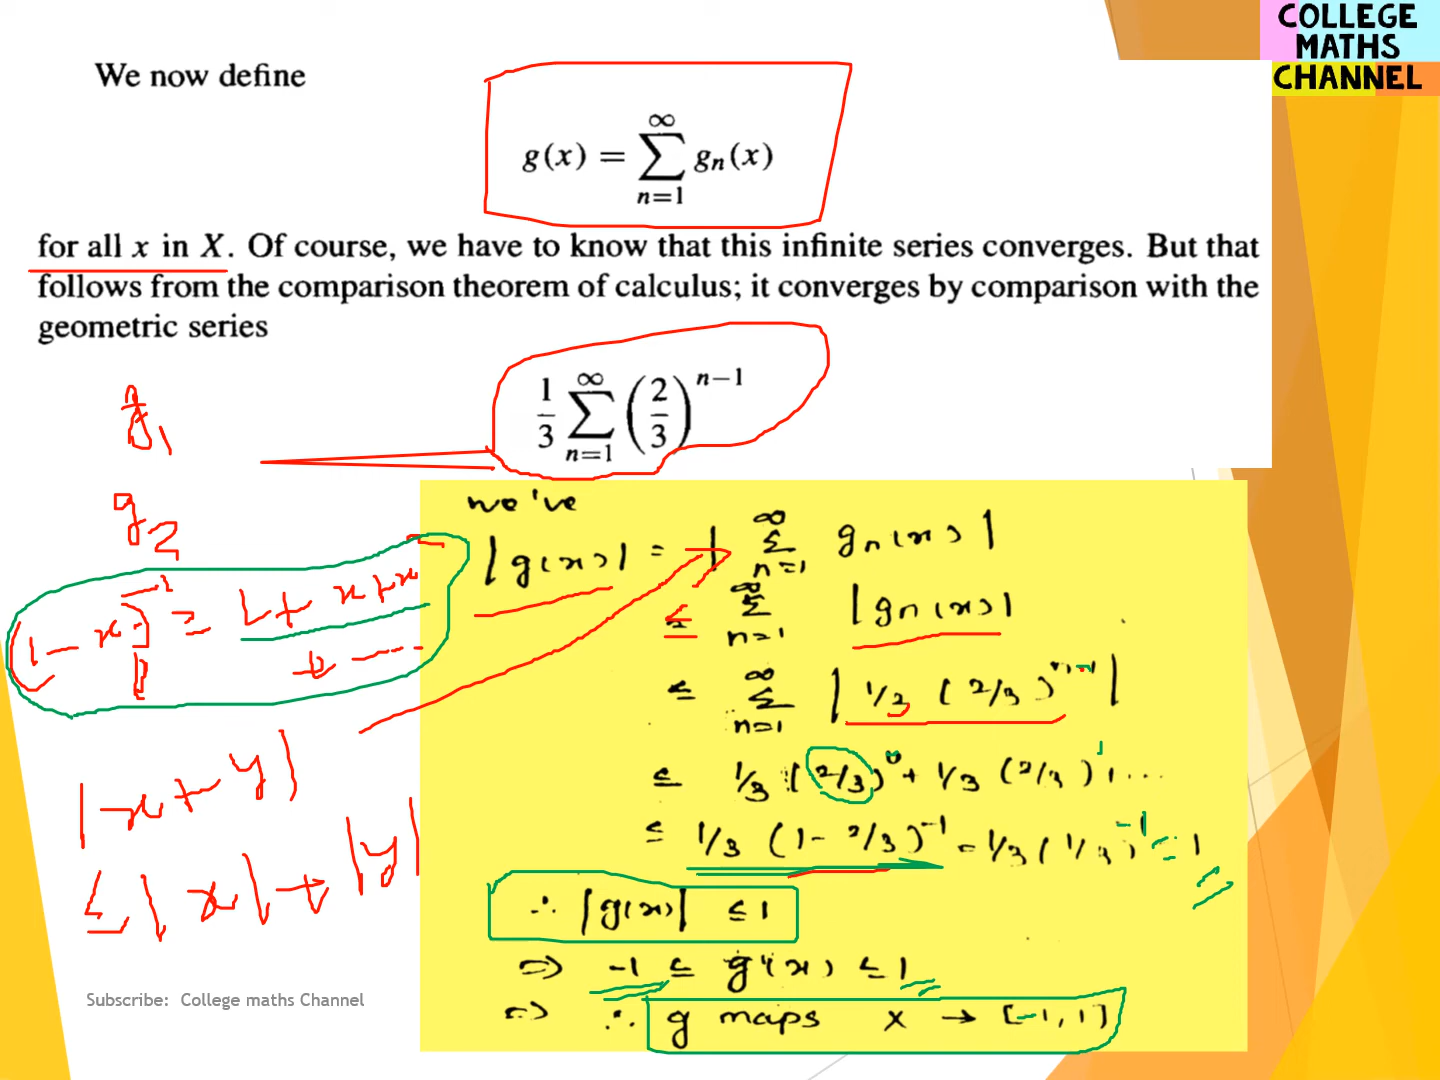 COLLEGE
MATHS
CHANNEL
We now define
g(x) = ∑_{n=1}^{∞} gₙ(x)
for all x in X. Of course, we have to know that this infinite series converges. But that
follows from the comparison theorem of calculus; it converges by comparison with the
geometric series
1/3 ∑_{n=1}^{∞} (2/3)^{n−1}
g₁
g₂
(1 − x)^{-1} = 1 + x + x²
+ ----
|x + y|
≤ |x| + |y|
we've
|g(x)| = | ∑_{n=1}^{∞} gₙ(x) |
≤ ∑_{n=1}^{∞} |gₙ(x)|
≤ ∑_{n=1}^{∞} | 1/3 (2/3)^{n-1} |
≤ 1/3 (2/3)^0 + 1/3 (2/3)^1 + ...
≤ 1/3 (1 - 2/3)^{-1} = 1/3 (1/3)^{-1} = 1
∴ |g(x)| ≤ 1
⇒ -1 ≤ g(x) ≤ 1
⇒ ∴ g maps X → [-1, 1]
Subscribe: College maths Channel